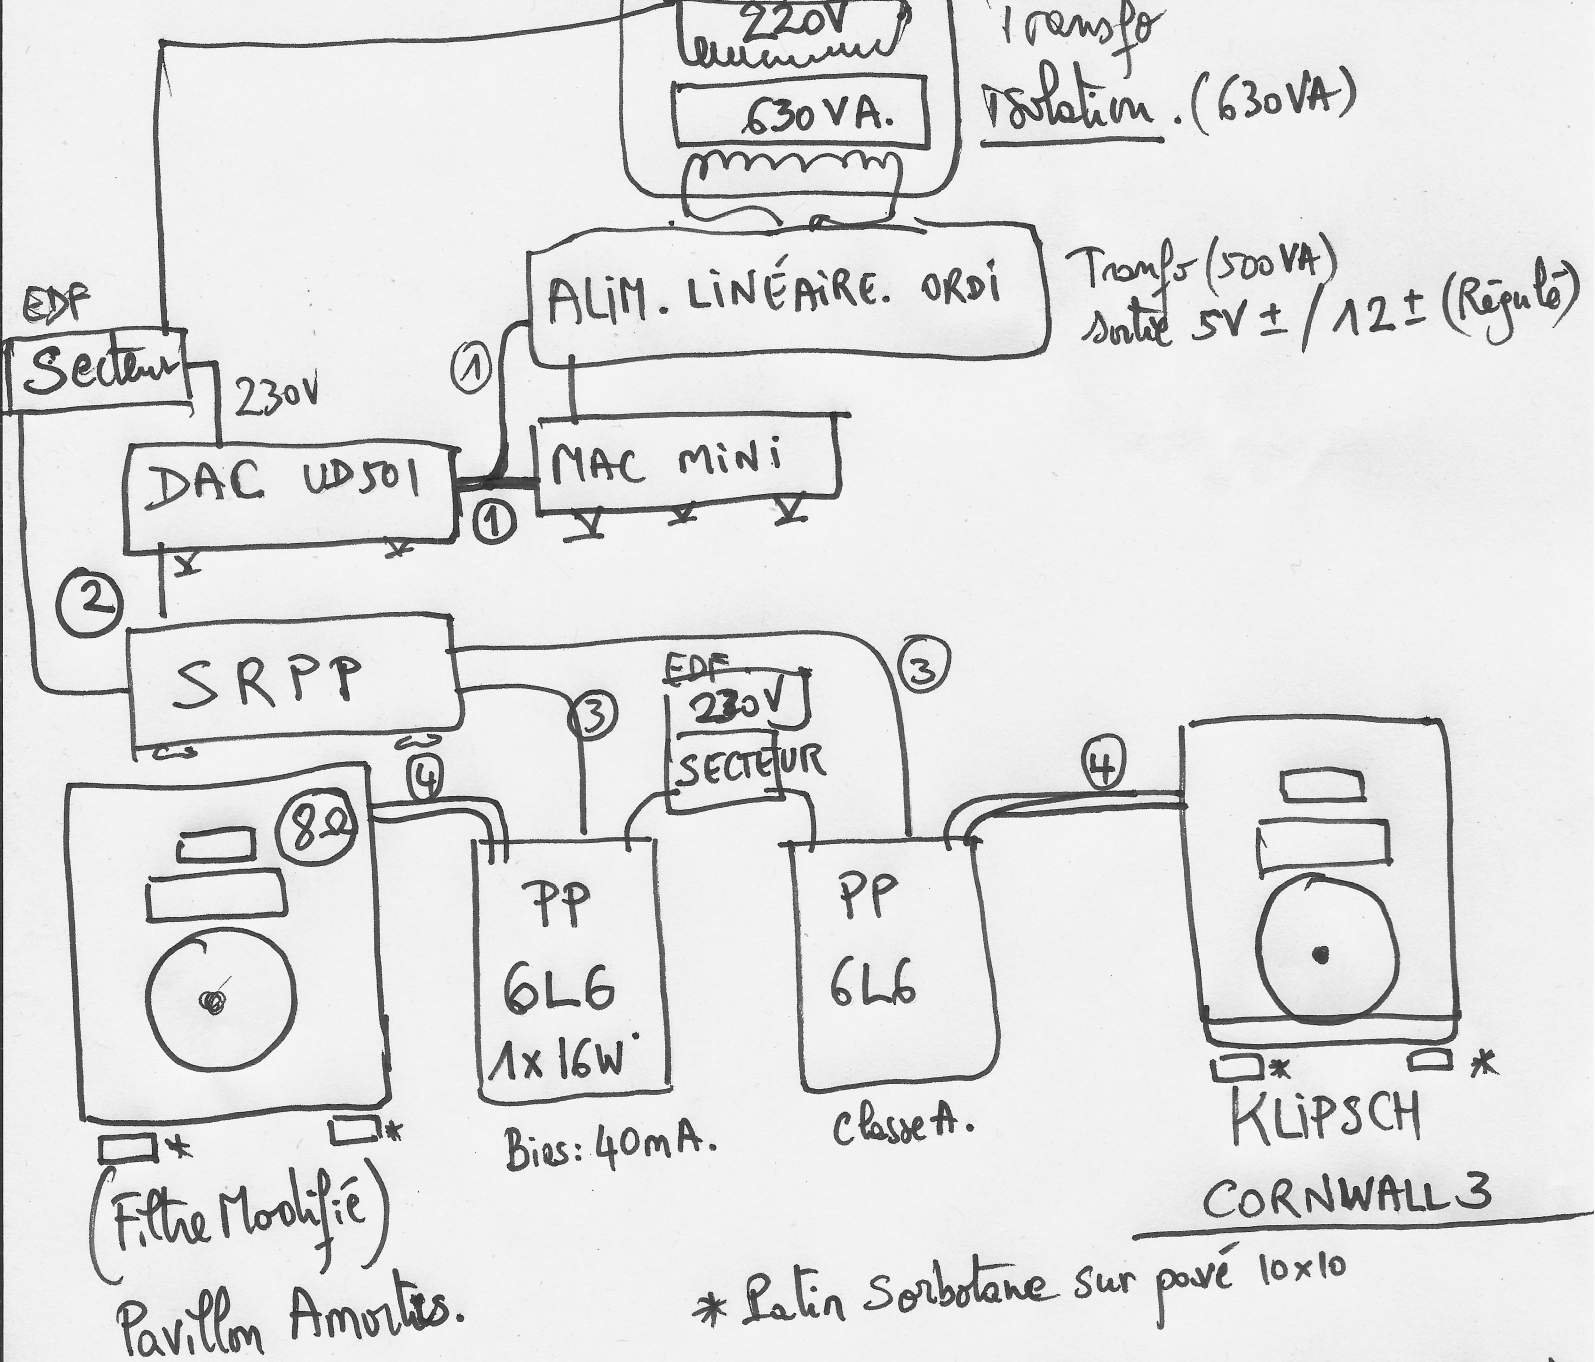 220V
Transfo
630VA.
isolation. (630VA)
ALIM. LINÉAIRE. ORDI
Transfo (500VA)
sortie 5V ± / 12 ± (Régulé)
EDF
Secteur
230V
1
DAC UD501
MAC MINI
1
2
SRPP
3
EDF
230V
SECTEUR
3
4
4
8Ω
PP
6L6
1x16W
PP
6L6
Bias: 40mA.
Classe A.
*
*
*
*
KLIPSCH
CORNWALL 3
(Filtre Modifié)
Pavillon Amortis.
* Patin Sorbotane sur pavé 10x10